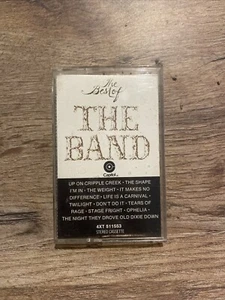 The
Best of
THE
BAND
Capitol
UP ON CRIPPLE CREEK • THE SHAPE
I'M IN • THE WEIGHT • IT MAKES NO
DIFFERENCE • LIFE IS A CARNIVAL •
TWILIGHT • DON'T DO IT • TEARS OF
RAGE • STAGE FRIGHT • OPHELIA •
THE NIGHT THEY DROVE OLD DIXIE DOWN
4XT 511553
STEREO CASSETTE